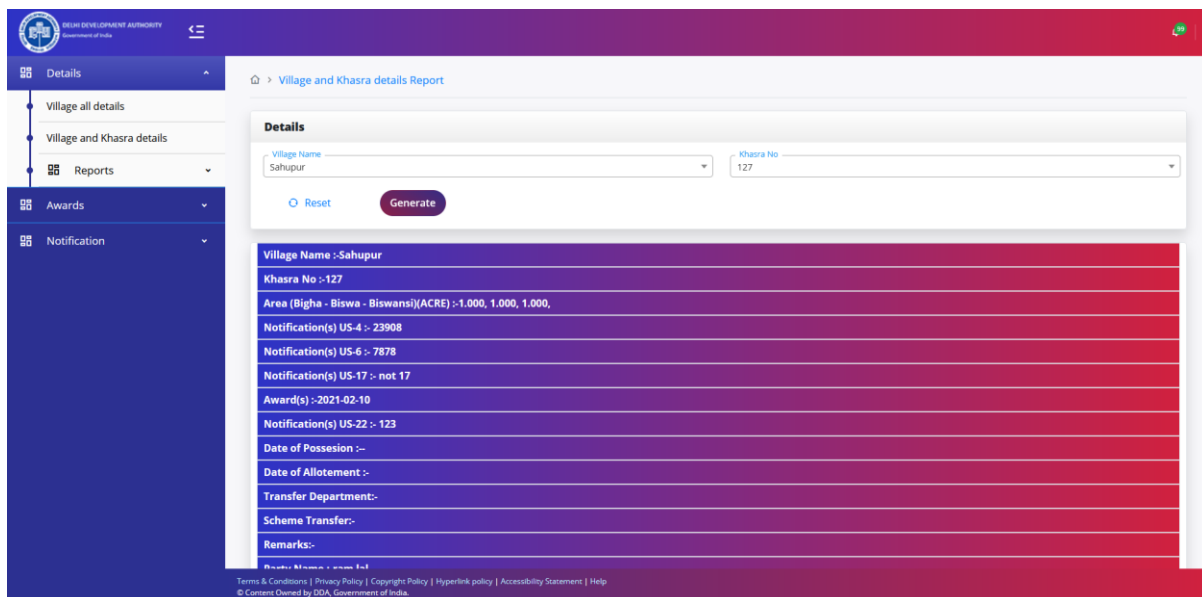 DELHI DEVELOPMENT AUTHORITY
Government of India
99
Details
Village all details
Village and Khasra details
Reports
Awards
Notification
> Village and Khasra details Report
Details
Village Name
Sahupur
Khasra No
127
Reset
Generate
Village Name :-Sahupur
Khasra No :-127
Area (Bigha - Biswa - Biswansi)(ACRE) :-1.000, 1.000, 1.000,
Notification(s) US-4 :- 23908
Notification(s) US-6 :- 7878
Notification(s) US-17 :- not 17
Award(s) :-2021-02-10
Notification(s) US-22 :- 123
Date of Possesion :--
Date of Allotement :-
Transfer Department:-
Scheme Transfer:-
Remarks:-
Party Name : ram lal
Terms & Conditions | Privacy Policy | Copyright Policy | Hyperlink policy | Accessibility Statement | Help
© Content Owned by DDA, Government of India.